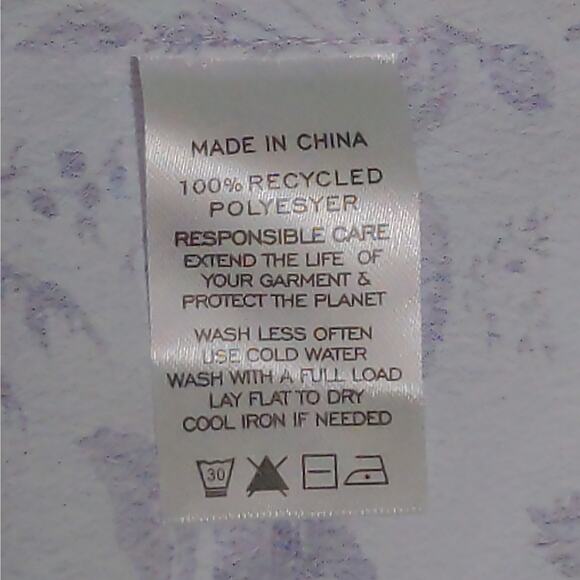 MADE IN CHINA
100% RECYCLED
POLYESYER
RESPONSIBLE CARE
EXTEND THE LIFE OF
YOUR GARMENT &
PROTECT THE PLANET
WASH LESS OFTEN
USE COLD WATER
WASH WITH A FULL LOAD
LAY FLAT TO DRY
COOL IRON IF NEEDED
30